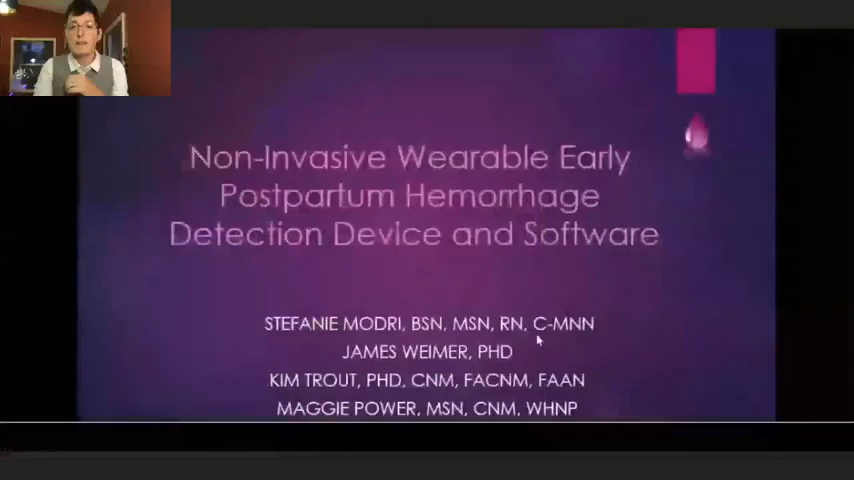 Non-Invasive Wearable Early
Postpartum Hemorrhage
Detection Device and Software
STEFANIE MODRI, BSN, MSN, RN, C-MNN
JAMES WEIMER, PHD
KIM TROUT, PHD, CNM, FACNM, FAAN
MAGGIE POWER, MSN, CNM, WHNP